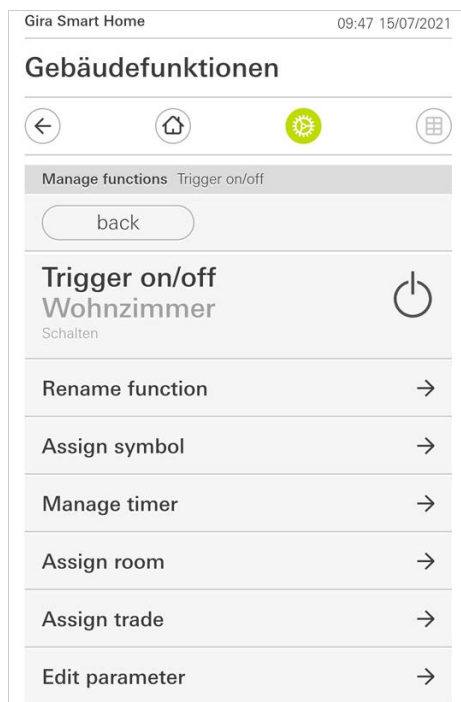 Gira Smart Home 09:47 15/07/2021
Gebäudefunktionen
Manage functions Trigger on/off
back
Trigger on/off
Wohnzimmer
Schalten
Rename function
Assign symbol
Manage timer
Assign room
Assign trade
Edit parameter